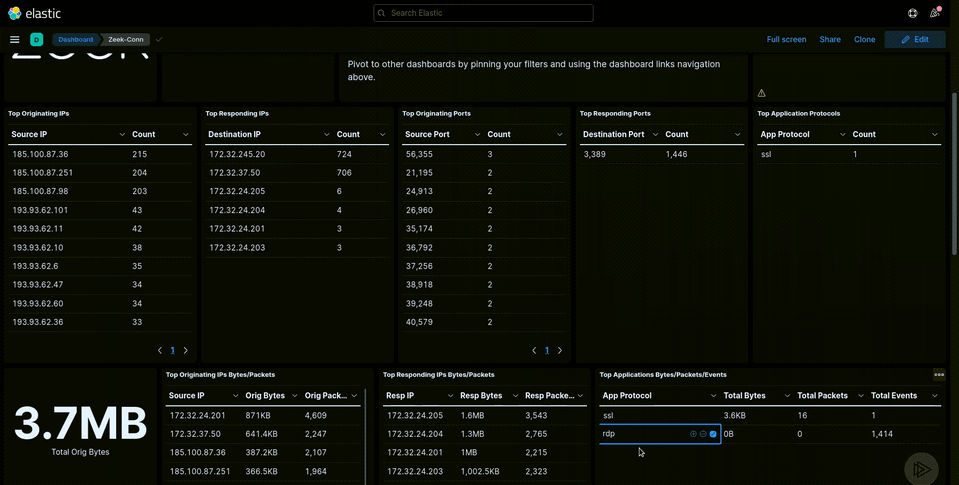 elastic
Search Elastic
D
Dashboard
Zeek-Conn
Full screen
Share
Clone
Edit
Pivot to other dashboards by pinning your filters and using the dashboard links navigation
above.
Top Originating IPs
Source IP Count
185.100.87.36 215
185.100.87.251 204
185.100.87.98 203
193.93.62.101 43
193.93.62.11 42
193.93.62.10 38
193.93.62.6 35
193.93.62.47 34
193.93.62.60 34
193.93.62.36 33
1
Top Responding IPs
Destination IP Count
172.32.245.20 724
172.32.37.50 706
172.32.24.205 6
172.32.24.204 4
172.32.24.201 3
172.32.24.203 3
Top Originating Ports
Source Port Count
56,355 3
21,195 2
24,913 2
26,960 2
35,174 2
36,792 2
37,256 2
38,918 2
39,248 2
40,579 2
1
Top Responding Ports
Destination Port Count
3,389 1,446
Top Application Protocols
App Protocol Count
ssl 1
3.7MB
Total Orig Bytes
Top Originating IPs Bytes/Packets
Source IP Orig Bytes Orig Pack...
172.32.24.201 871KB 4,609
172.32.37.50 641.4KB 2,247
185.100.87.36 387.2KB 2,107
185.100.87.251 366.5KB 1,964
Top Responding IPs Bytes/Packets
Resp IP Resp Bytes Resp Packe...
172.32.24.205 1.6MB 3,543
172.32.24.204 1.3MB 2,765
172.32.24.201 1MB 2,215
172.32.24.203 1,002.5KB 2,323
Top Applications Bytes/Packets/Events
App Protocol Total Bytes Total Packets Total Events
ssl 3.6KB 16 1
rdp 0B 0 1,414